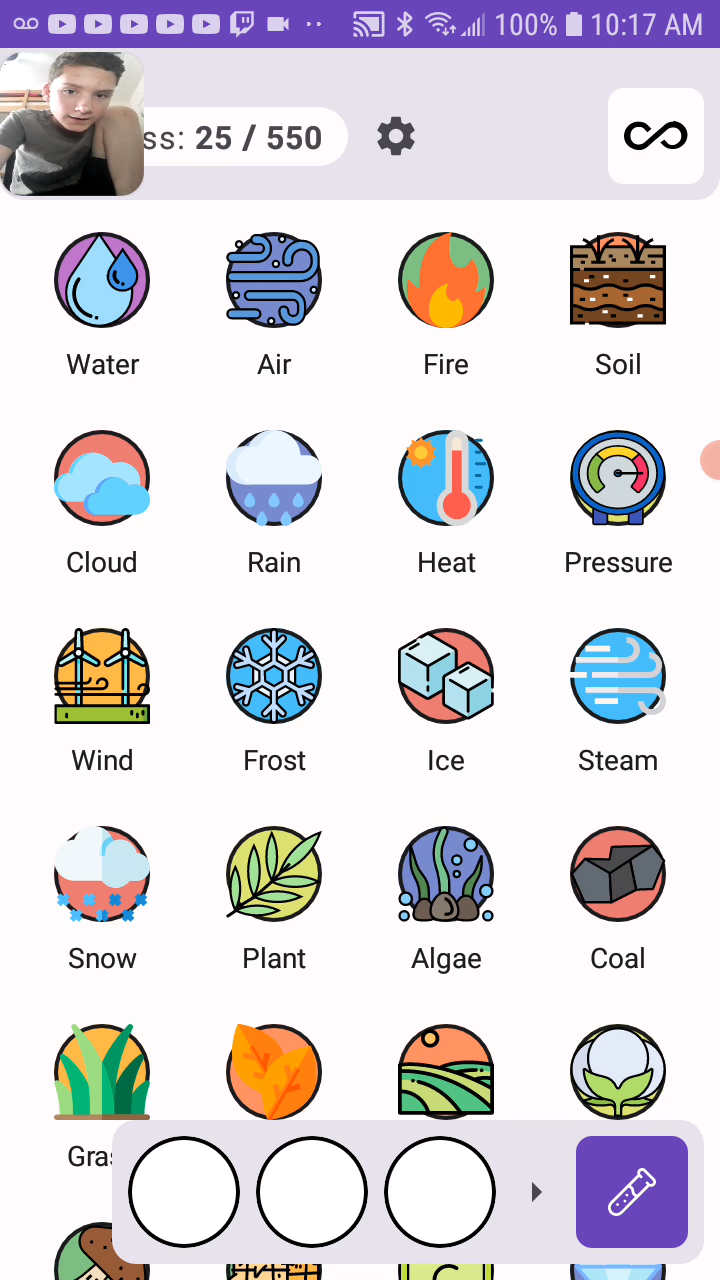 100% 10:17 AM
ss: 25 / 550
Water Air Fire Soil
Cloud Rain Heat Pressure
Wind Frost Ice Steam
Snow Plant Algae Coal
Gra
C